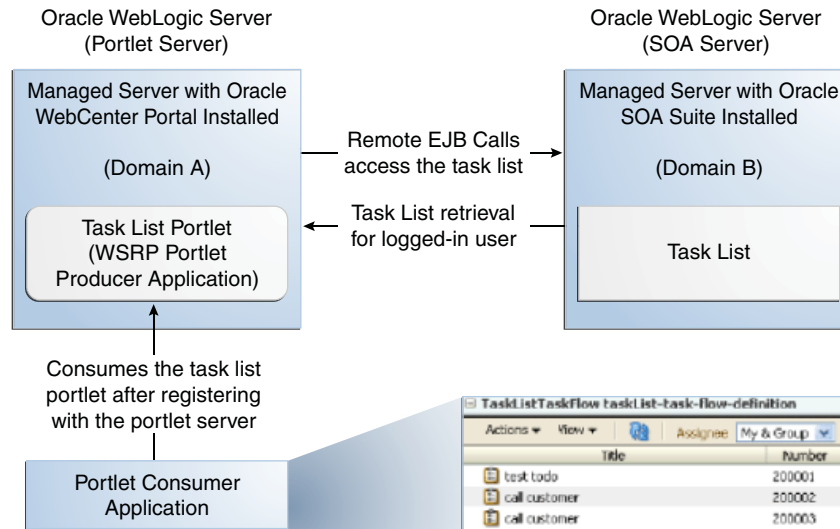 Oracle WebLogic Server
(Portlet Server)
Oracle WebLogic Server
(SOA Server)
Managed Server with Oracle
WebCenter Portal Installed
(Domain A)
Task List Portlet
(WSRP Portlet
Producer Application)
Remote EJB Calls
access the task list
Task List retrieval
for logged-in user
Managed Server with Oracle
SOA Suite Installed
(Domain B)
Task List
Consumes the task list
portlet after registering
with the portlet server
Portlet Consumer
Application
TaskListTaskFlow taskList-task-flow-definition
Actions View Assignee My & Group
Title Number
test todo 200001
call customer 200002
call customer 200003